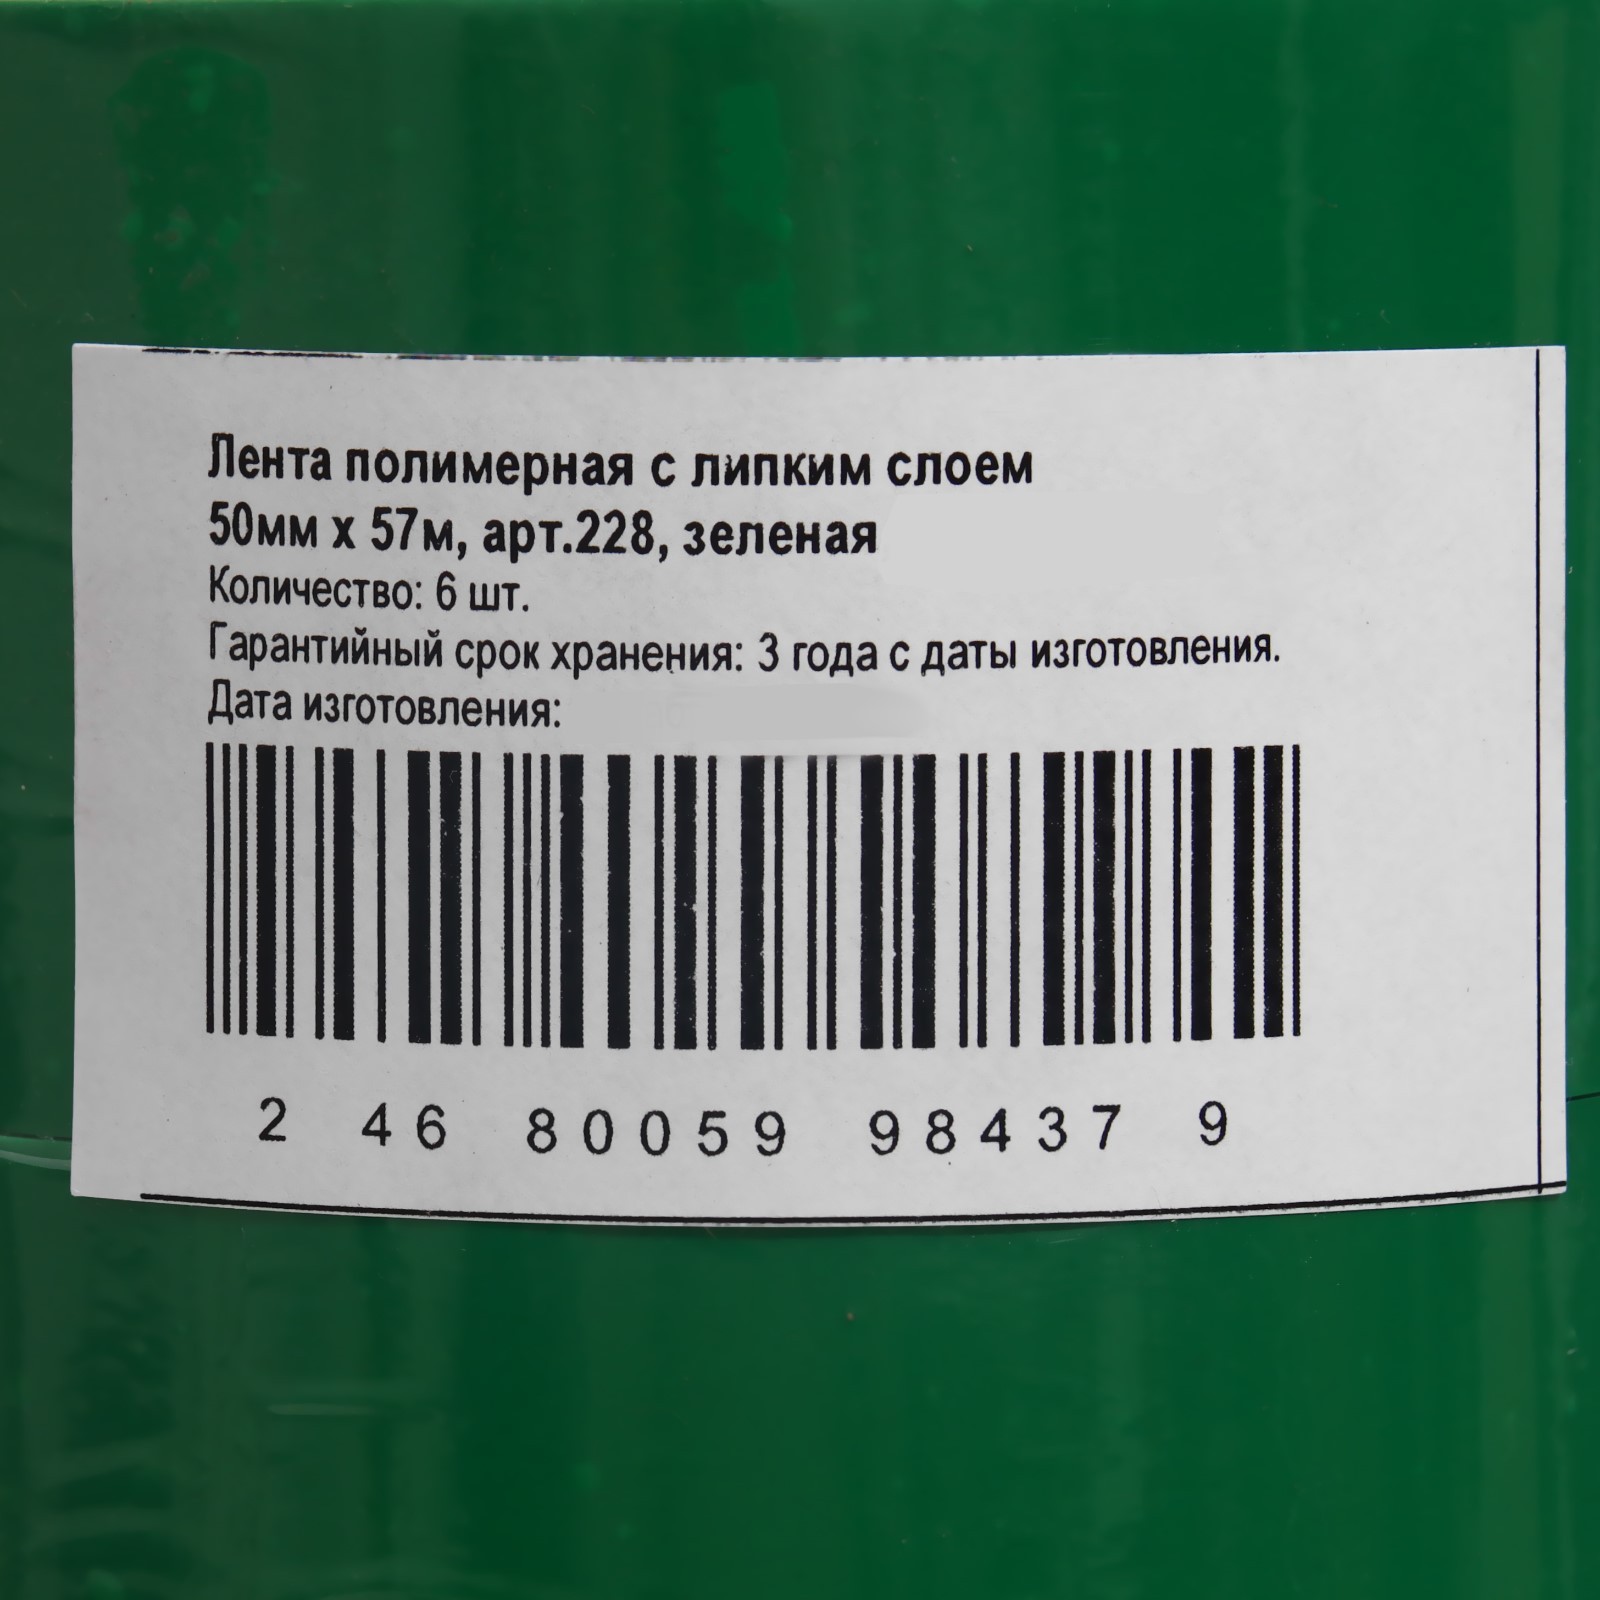 Лента полимерная с липким слоем
50мм х 57м, арт.228, зеленая
Количество: 6 шт.
Гарантийный срок хранения: 3 года с даты изготовления.
Дата изготовления:
2 46 80059 98437 9